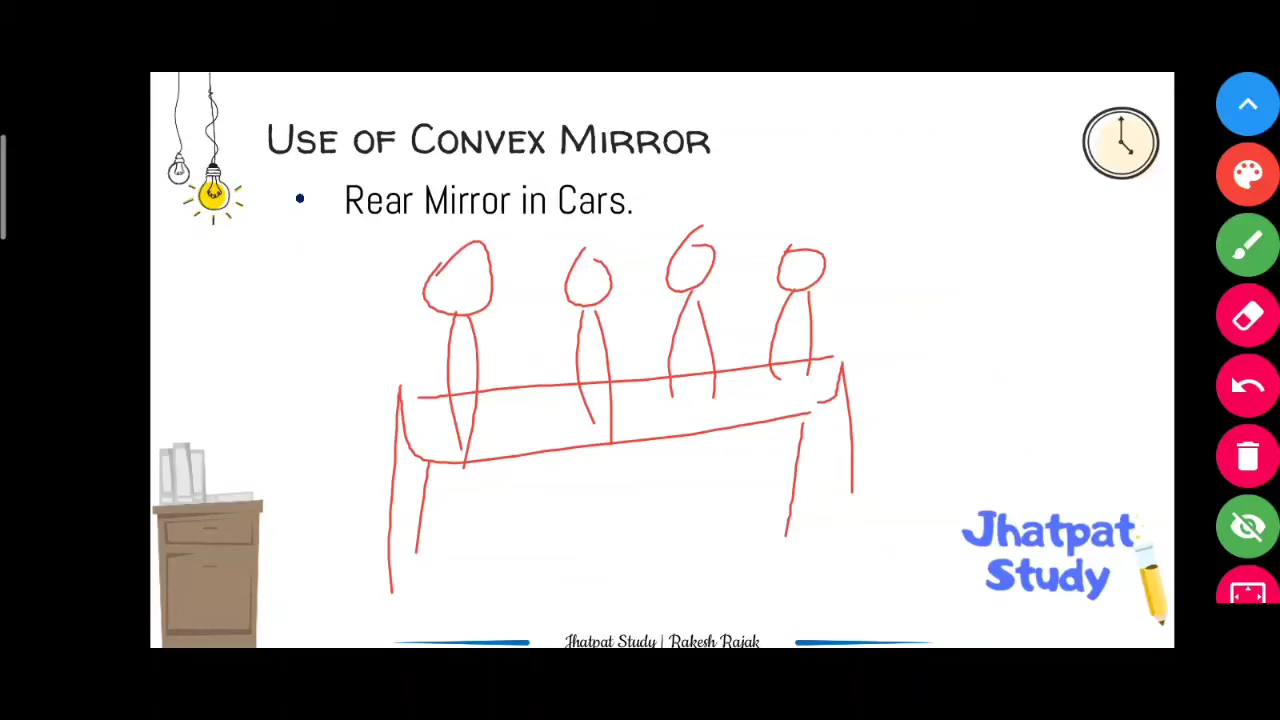 USE OF CONVEX MIRROR
• Rear Mirror in Cars.
Jhatpat
Study
Jhatpat Study | Rakesh Rajak